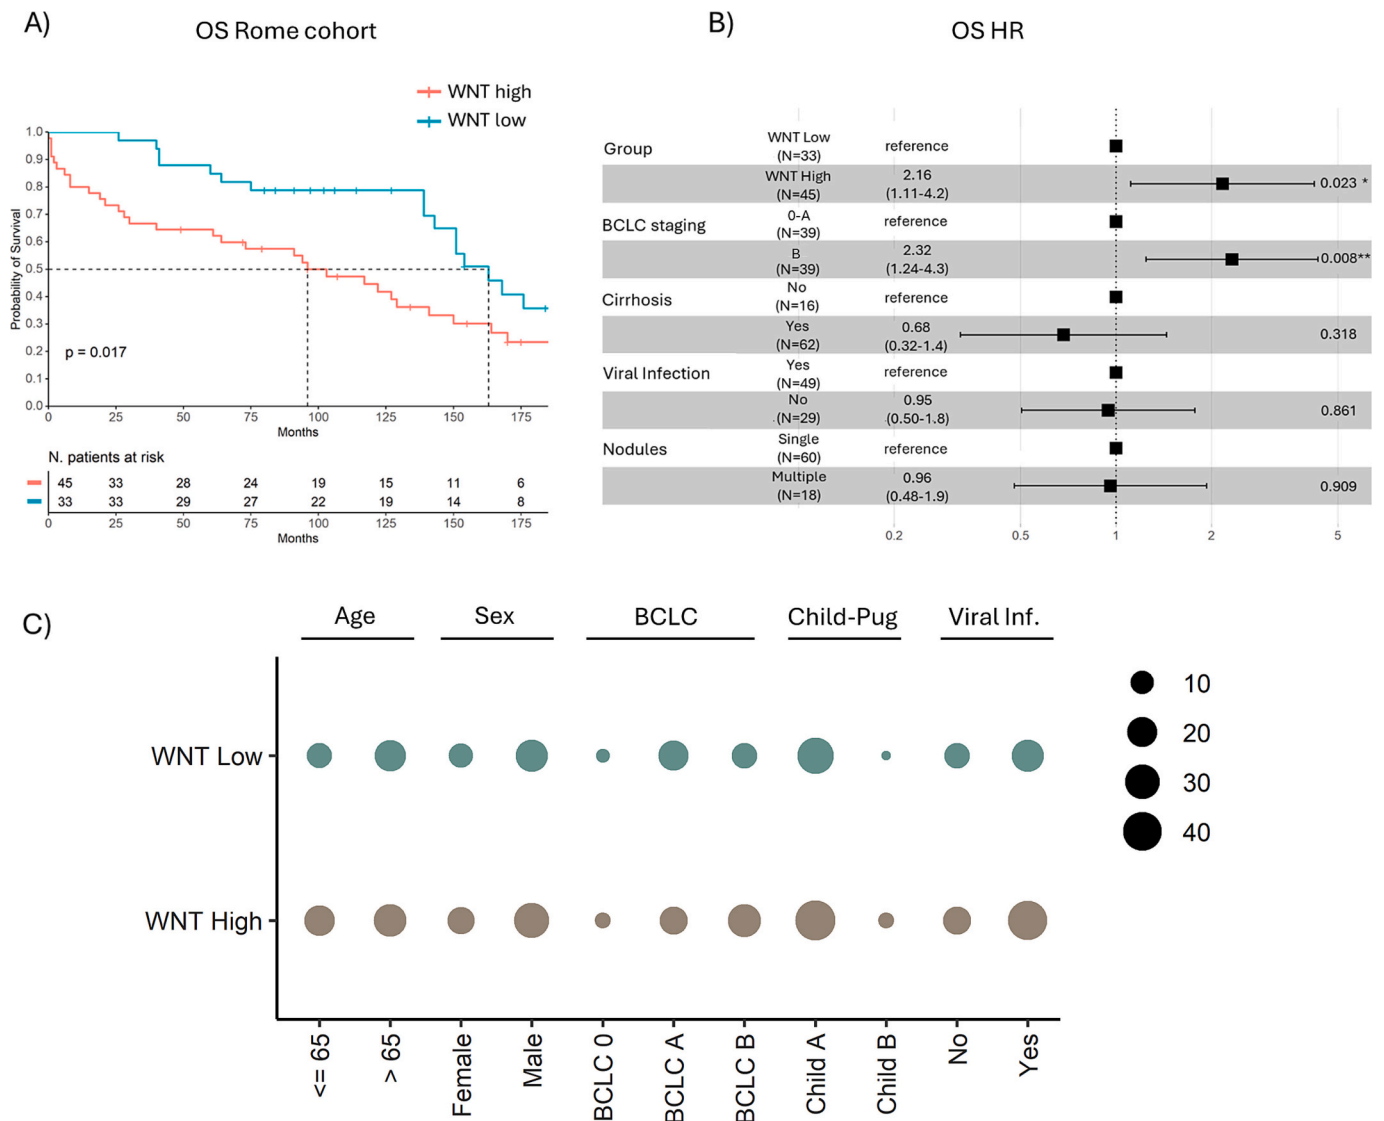 A)
OS Rome cohort
WNT high
WNT low
1.0
0.9
0.8
0.7
0.6
0.5
0.4
0.3
0.2
0.1
0.0
Probability of Survival
p = 0.017
0 25 50 75 100 125 150 175
Months
N. patients at risk
45 33 28 24 19 15 11 6
33 33 29 27 22 19 14 8
0 25 50 75 100 125 150 175
Months
B)
OS HR
Group
WNT Low
(N=33)
reference
WNT High
(N=45)
2.16
(1.11-4.2)
0.023 *
BCLC staging
0-A
(N=39)
reference
B
(N=39)
2.32
(1.24-4.3)
0.008**
Cirrhosis
No
(N=16)
reference
Yes
(N=62)
0.68
(0.32-1.4)
0.318
Viral Infection
Yes
(N=49)
reference
No
(N=29)
0.95
(0.50-1.8)
0.861
Nodules
Single
(N=60)
reference
Multiple
(N=18)
0.96
(0.48-1.9)
0.909
0.2 0.5 1 2 5
C)
Age Sex BCLC Child-Pug Viral Inf.
WNT Low
WNT High
<= 65
> 65
Female
Male
BCLC 0
BCLC A
BCLC B
Child A
Child B
No
Yes
10
20
30
40